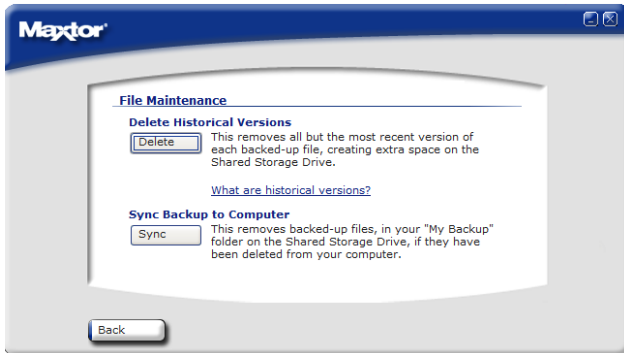 Maxtor
File Maintenance
Delete Historical Versions
Delete
This removes all but the most recent version of
each backed-up file, creating extra space on the
Shared Storage Drive.
What are historical versions?
Sync Backup to Computer
Sync
This removes backed-up files, in your "My Backup"
folder on the Shared Storage Drive, if they have
been deleted from your computer.
Back